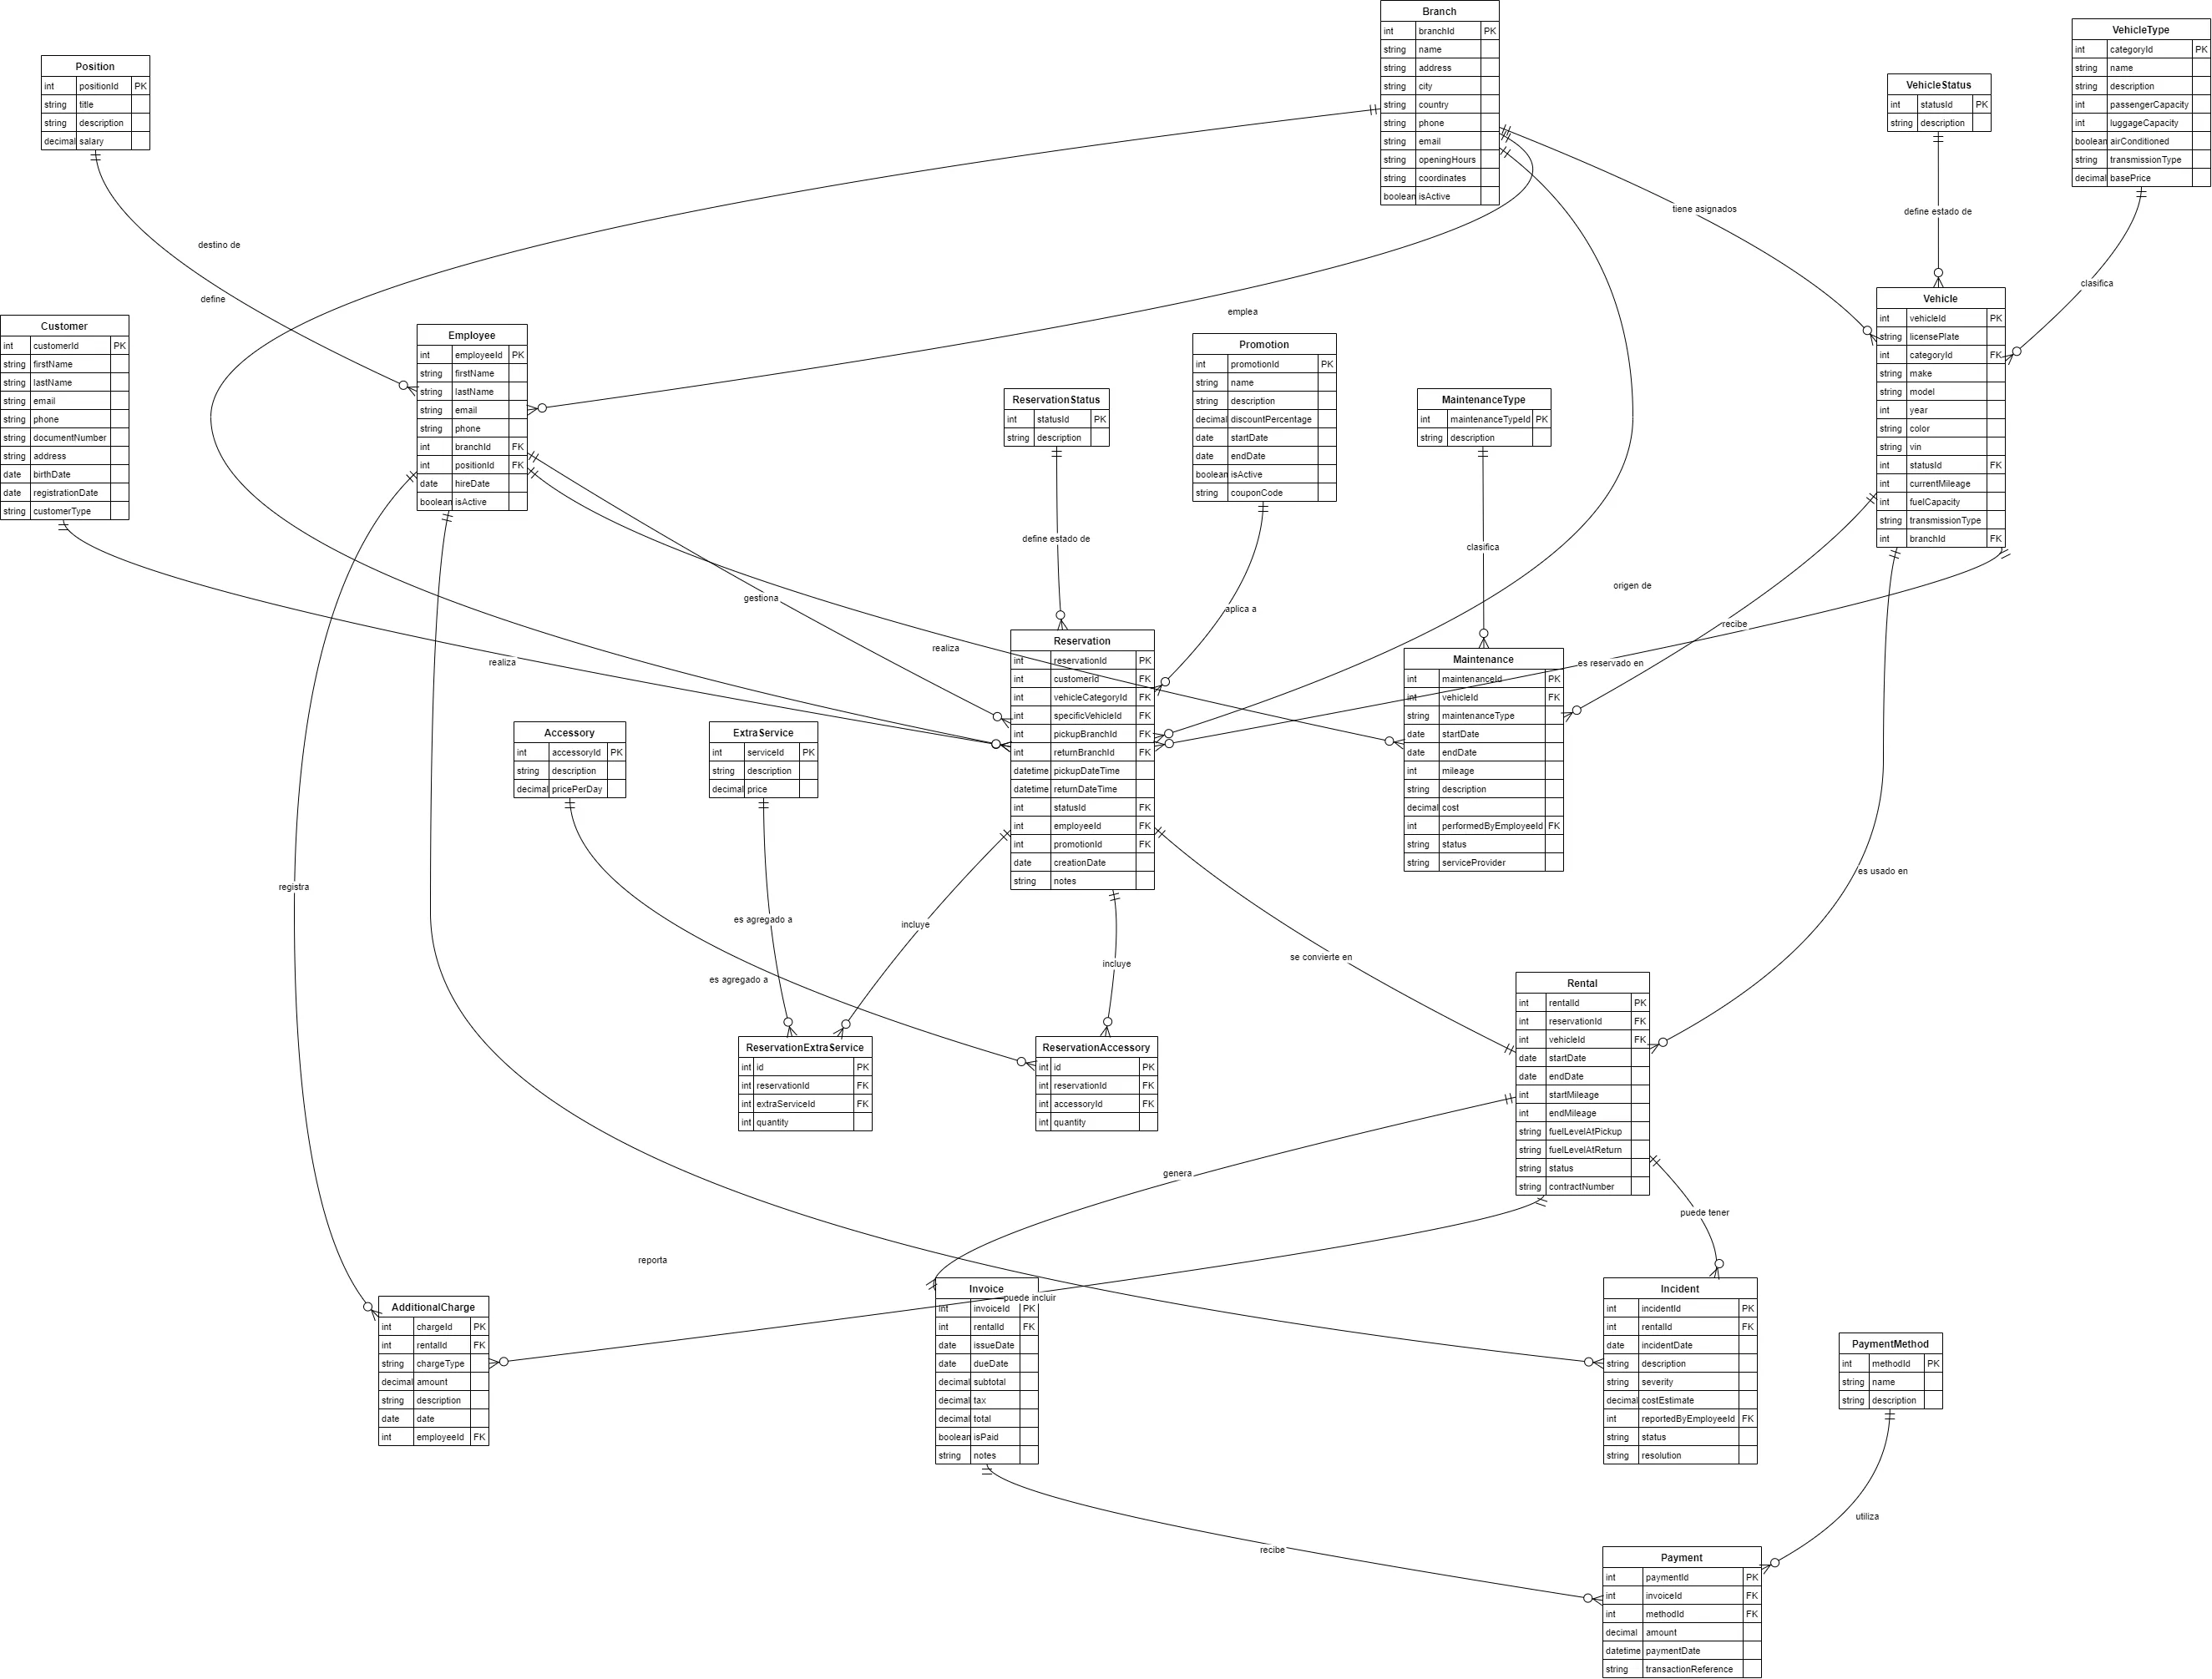 Branch
int branchId PK
string name
string address
string city
string country
string phone
string email
string openingHours
string coordinates
boolean isActive
VehicleType
int categoryId PK
string name
string description
int passengerCapacity
int luggageCapacity
boolean airConditioned
string transmissionType
decimal basePrice
Position
int positionId PK
string title
string description
decimal salary
VehicleStatus
int statusId PK
string description
tiene asignados
define estado de
destino de
clasifica
define
emplea
Customer
int customerId PK
string firstName
string lastName
string email
string phone
string documentNumber
string address
date birthDate
date registrationDate
string customerType
Employee
int employeeId PK
string firstName
string lastName
string email
string phone
int branchId FK
int positionId FK
date hireDate
boolean isActive
ReservationStatus
int statusId PK
string description
Promotion
int promotionId PK
string name
string description
decimal discountPercentage
date startDate
date endDate
boolean isActive
string couponCode
MaintenanceType
int maintenanceTypeId PK
string description
Vehicle
int vehicleId PK
string licensePlate
int categoryId FK
string make
string model
int year
string color
string vin
int statusId FK
int currentMileage
int fuelCapacity
string transmissionType
int branchId FK
define estado de
clasifica
origen de
gestiona
aplica a
recibe
realiza
realiza
es reservado en
Reservation
int reservationId PK
int customerId FK
int vehicleCategoryId FK
int specificVehicleId FK
int pickupBranchId FK
int returnBranchId FK
datetime pickupDateTime
datetime returnDateTime
int statusId FK
int employeeId FK
int promotionId FK
date creationDate
string notes
Maintenance
int maintenanceId PK
int vehicleId FK
string maintenanceType
date startDate
date endDate
int mileage
string description
decimal cost
int performedByEmployeeId FK
string status
string serviceProvider
Accessory
int accessoryId PK
string description
decimal pricePerDay
ExtraService
int serviceId PK
string description
decimal price
registra
es usado en
es agregado a
incluye
se convierte en
incluye
es agregado a
Rental
int rentalId PK
int reservationId FK
int vehicleId FK
date startDate
date endDate
int startMileage
int endMileage
string fuelLevelAtPickup
string fuelLevelAtReturn
string status
string contractNumber
ReservationExtraService
int id PK
int reservationId FK
int extraServiceId FK
int quantity
ReservationAccessory
int id PK
int reservationId FK
int accessoryId FK
int quantity
genera
puede tener
reporta
puede incluir
AdditionalCharge
int chargeId PK
int rentalId FK
string chargeType
decimal amount
string description
date date
int employeeId FK
Invoice
int invoiceId PK
int rentalId FK
date issueDate
date dueDate
decimal subtotal
decimal tax
decimal total
boolean isPaid
string notes
Incident
int incidentId PK
int rentalId FK
date incidentDate
string description
string severity
decimal costEstimate
int reportedByEmployeeId FK
string status
string resolution
PaymentMethod
int methodId PK
string name
string description
utiliza
recibe
Payment
int paymentId PK
int invoiceId FK
int methodId FK
decimal amount
datetime paymentDate
string transactionReference